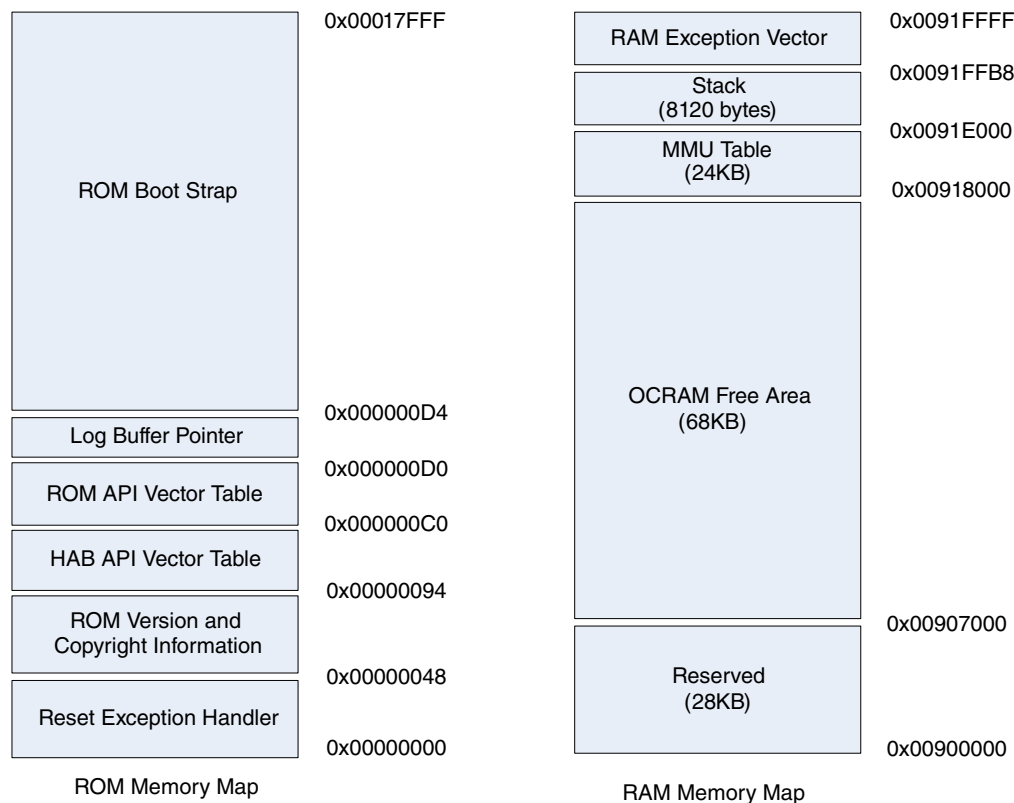 0x00017FFF
ROM Boot Strap
0x000000D4
Log Buffer Pointer
0x000000D0
ROM API Vector Table
0x000000C0
HAB API Vector Table
0x00000094
ROM Version and
Copyright Information
0x00000048
Reset Exception Handler
0x00000000
ROM Memory Map
0x0091FFFF
RAM Exception Vector
0x0091FFB8
Stack
(8120 bytes)
0x0091E000
MMU Table
(24KB)
0x00918000
OCRAM Free Area
(68KB)
0x00907000
Reserved
(28KB)
0x00900000
RAM Memory Map